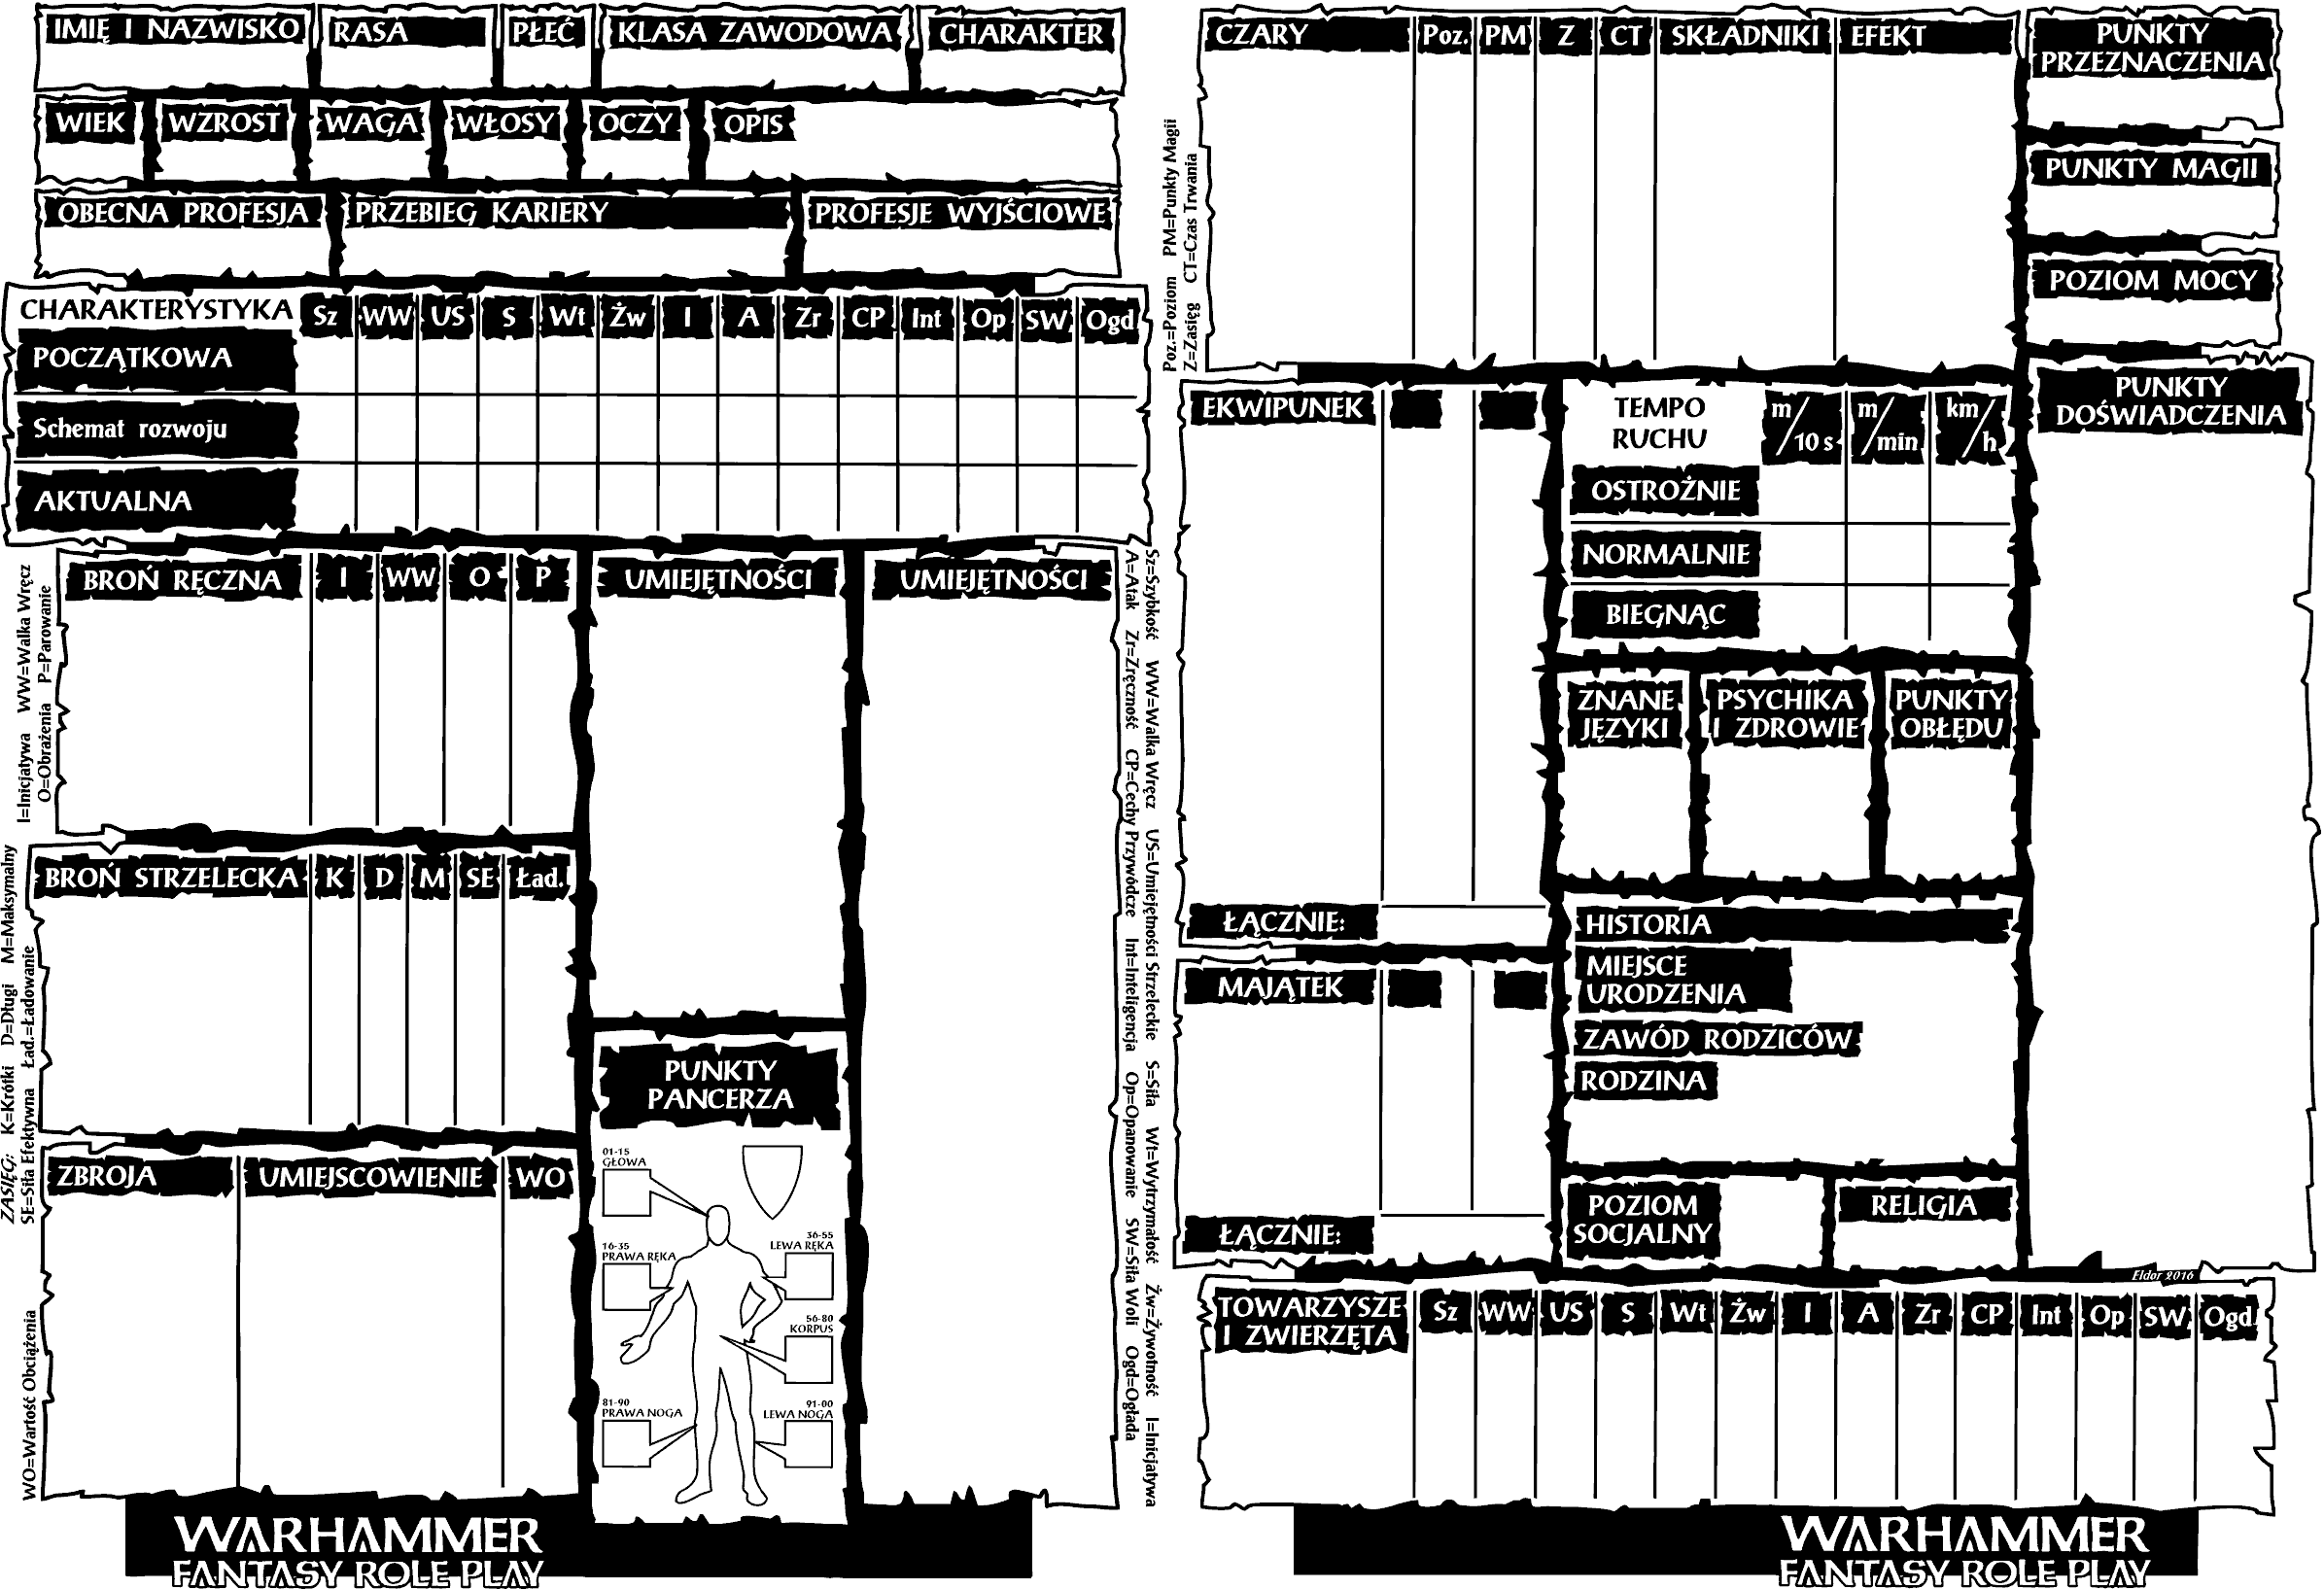 IMIĘ I NAZWISKO RASA PŁEĆ KLASA ZAWODOWA CHARAKTER
WIEK WZROST WAGA WŁOSY OCZY OPIS
OBECNA PROFESJA PRZEBIEG KARIERY PROFESJE WYJŚCIOWE
CHARAKTERYSTYKA Sz WW US S Wt Żw I A Zr CP Int Op SW Ogd
POCZĄTKOWA
Schemat rozwoju
AKTUALNA
I=Inicjatywa WW=Walka Wręcz
O=Obrażenia P=Parowanie
BROŃ RĘCZNA I WW O P
UMIEJĘTNOŚCI
UMIEJĘTNOŚCI
Sz=Szybkość WW=Walka Wręcz US=Umiejętności Strzeleckie S=Siła Wt=Wytrzymałość Żw=Żywotność I=Inicjatywa
A=Atak Zr=Zręczność CP=Cechy Przywódcze Int=Inteligencja Op=Opanowanie SW=Siła Woli Ogd=Ogłada
ZASIĘG: K=Krótki D=Długi M=Maksymalny
SE=Siła Efektywna Ład.=Ładowanie
BROŃ STRZELECKA K D M SE Ład.
WO=Wartość Obciążenia
ZBROJA UMIEJSCOWIENIE WO
PUNKTY
PANCERZA
01-15
GŁOWA
16-35
PRAWA RĘKA
36-55
LEWA RĘKA
56-80
KORPUS
81-90
PRAWA NOGA
91-00
LEWA NOGA
WARHAMMER
FANTASY ROLE PLAY
CZARY Poz. PM Z CT SKŁADNIKI EFEKT
Poz.=Poziom PM=Punkty Magii
Z=Zasięg CT=Czas Trwania
PUNKTY
PRZEZNACZENIA
PUNKTY MAGII
POZIOM MOCY
PUNKTY
DOŚWIADCZENIA
EKWIPUNEK
ŁĄCZNIE:
TEMPO
RUCHU
m/10 s m/min km/h
OSTROŻNIE
NORMALNIE
BIEGNĄC
ZNANE
JĘZYKI
PSYCHIKA
I ZDROWIE
PUNKTY
OBŁĘDU
MAJĄTEK
ŁĄCZNIE:
HISTORIA
MIEJSCE
URODZENIA
ZAWÓD RODZICÓW
RODZINA
POZIOM
SOCJALNY
RELIGIA
Eldor 2016
TOWARZYSZE
I ZWIERZĘTA
Sz WW US S Wt Żw I A Zr CP Int Op SW Ogd
WARHAMMER
FANTASY ROLE PLAY